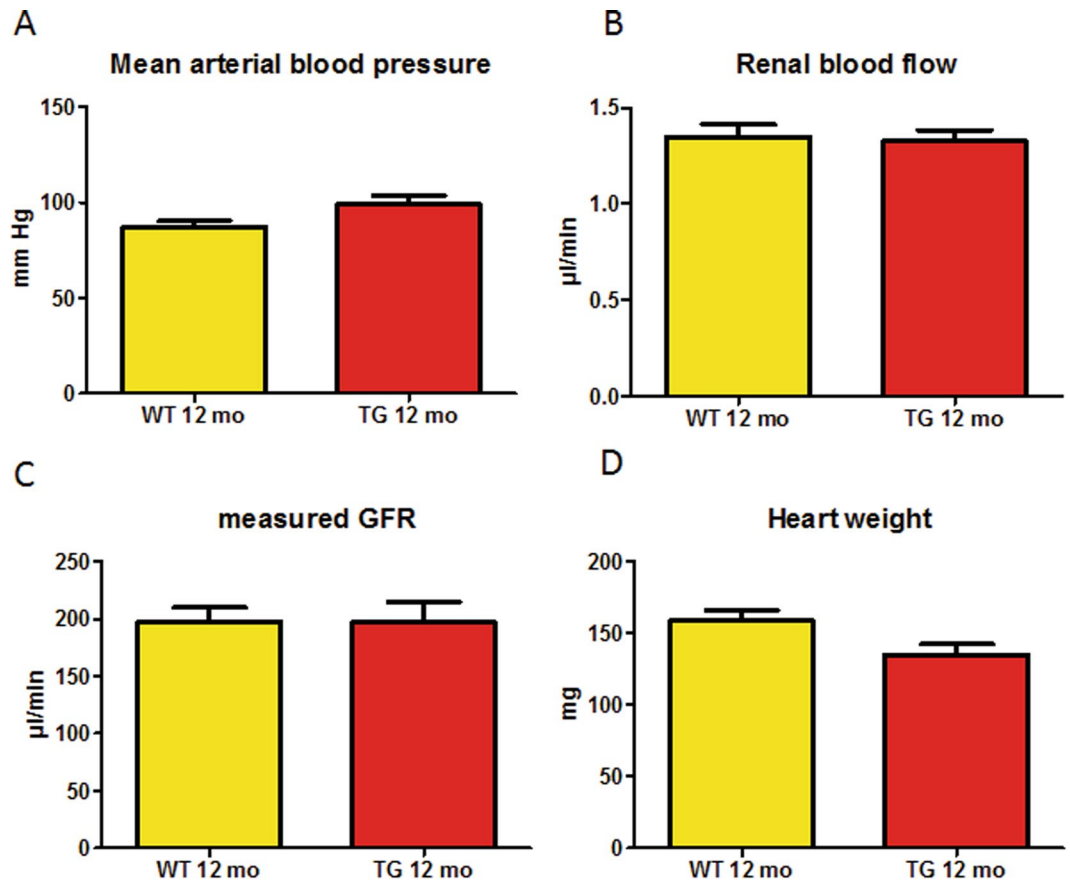 A
Mean arterial blood pressure
mm Hg
150
100
50
0
WT 12 mo
TG 12 mo
B
Renal blood flow
µl/min
1.5
1.0
0.5
0.0
WT 12 mo
TG 12 mo
C
measured GFR
µl/min
250
200
150
100
50
0
WT 12 mo
TG 12 mo
D
Heart weight
mg
200
150
100
50
0
WT 12 mo
TG 12 mo